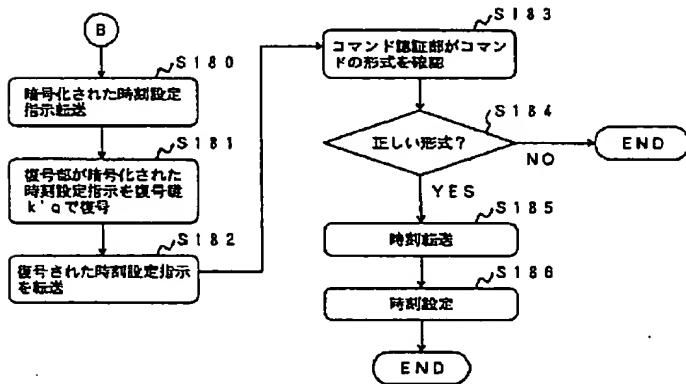 B
S180
暗号化された時刻設定
指示転送
S181
復号部が暗号化された
時刻設定指示を復号鍵
k'qで復号
S182
復号された時刻設定指示
を転送
S183
コマンド認証部がコマン
ドの形式を確認
S184
正しい形式?
NO
END
YES
S185
時刻転送
S186
時刻設定
END